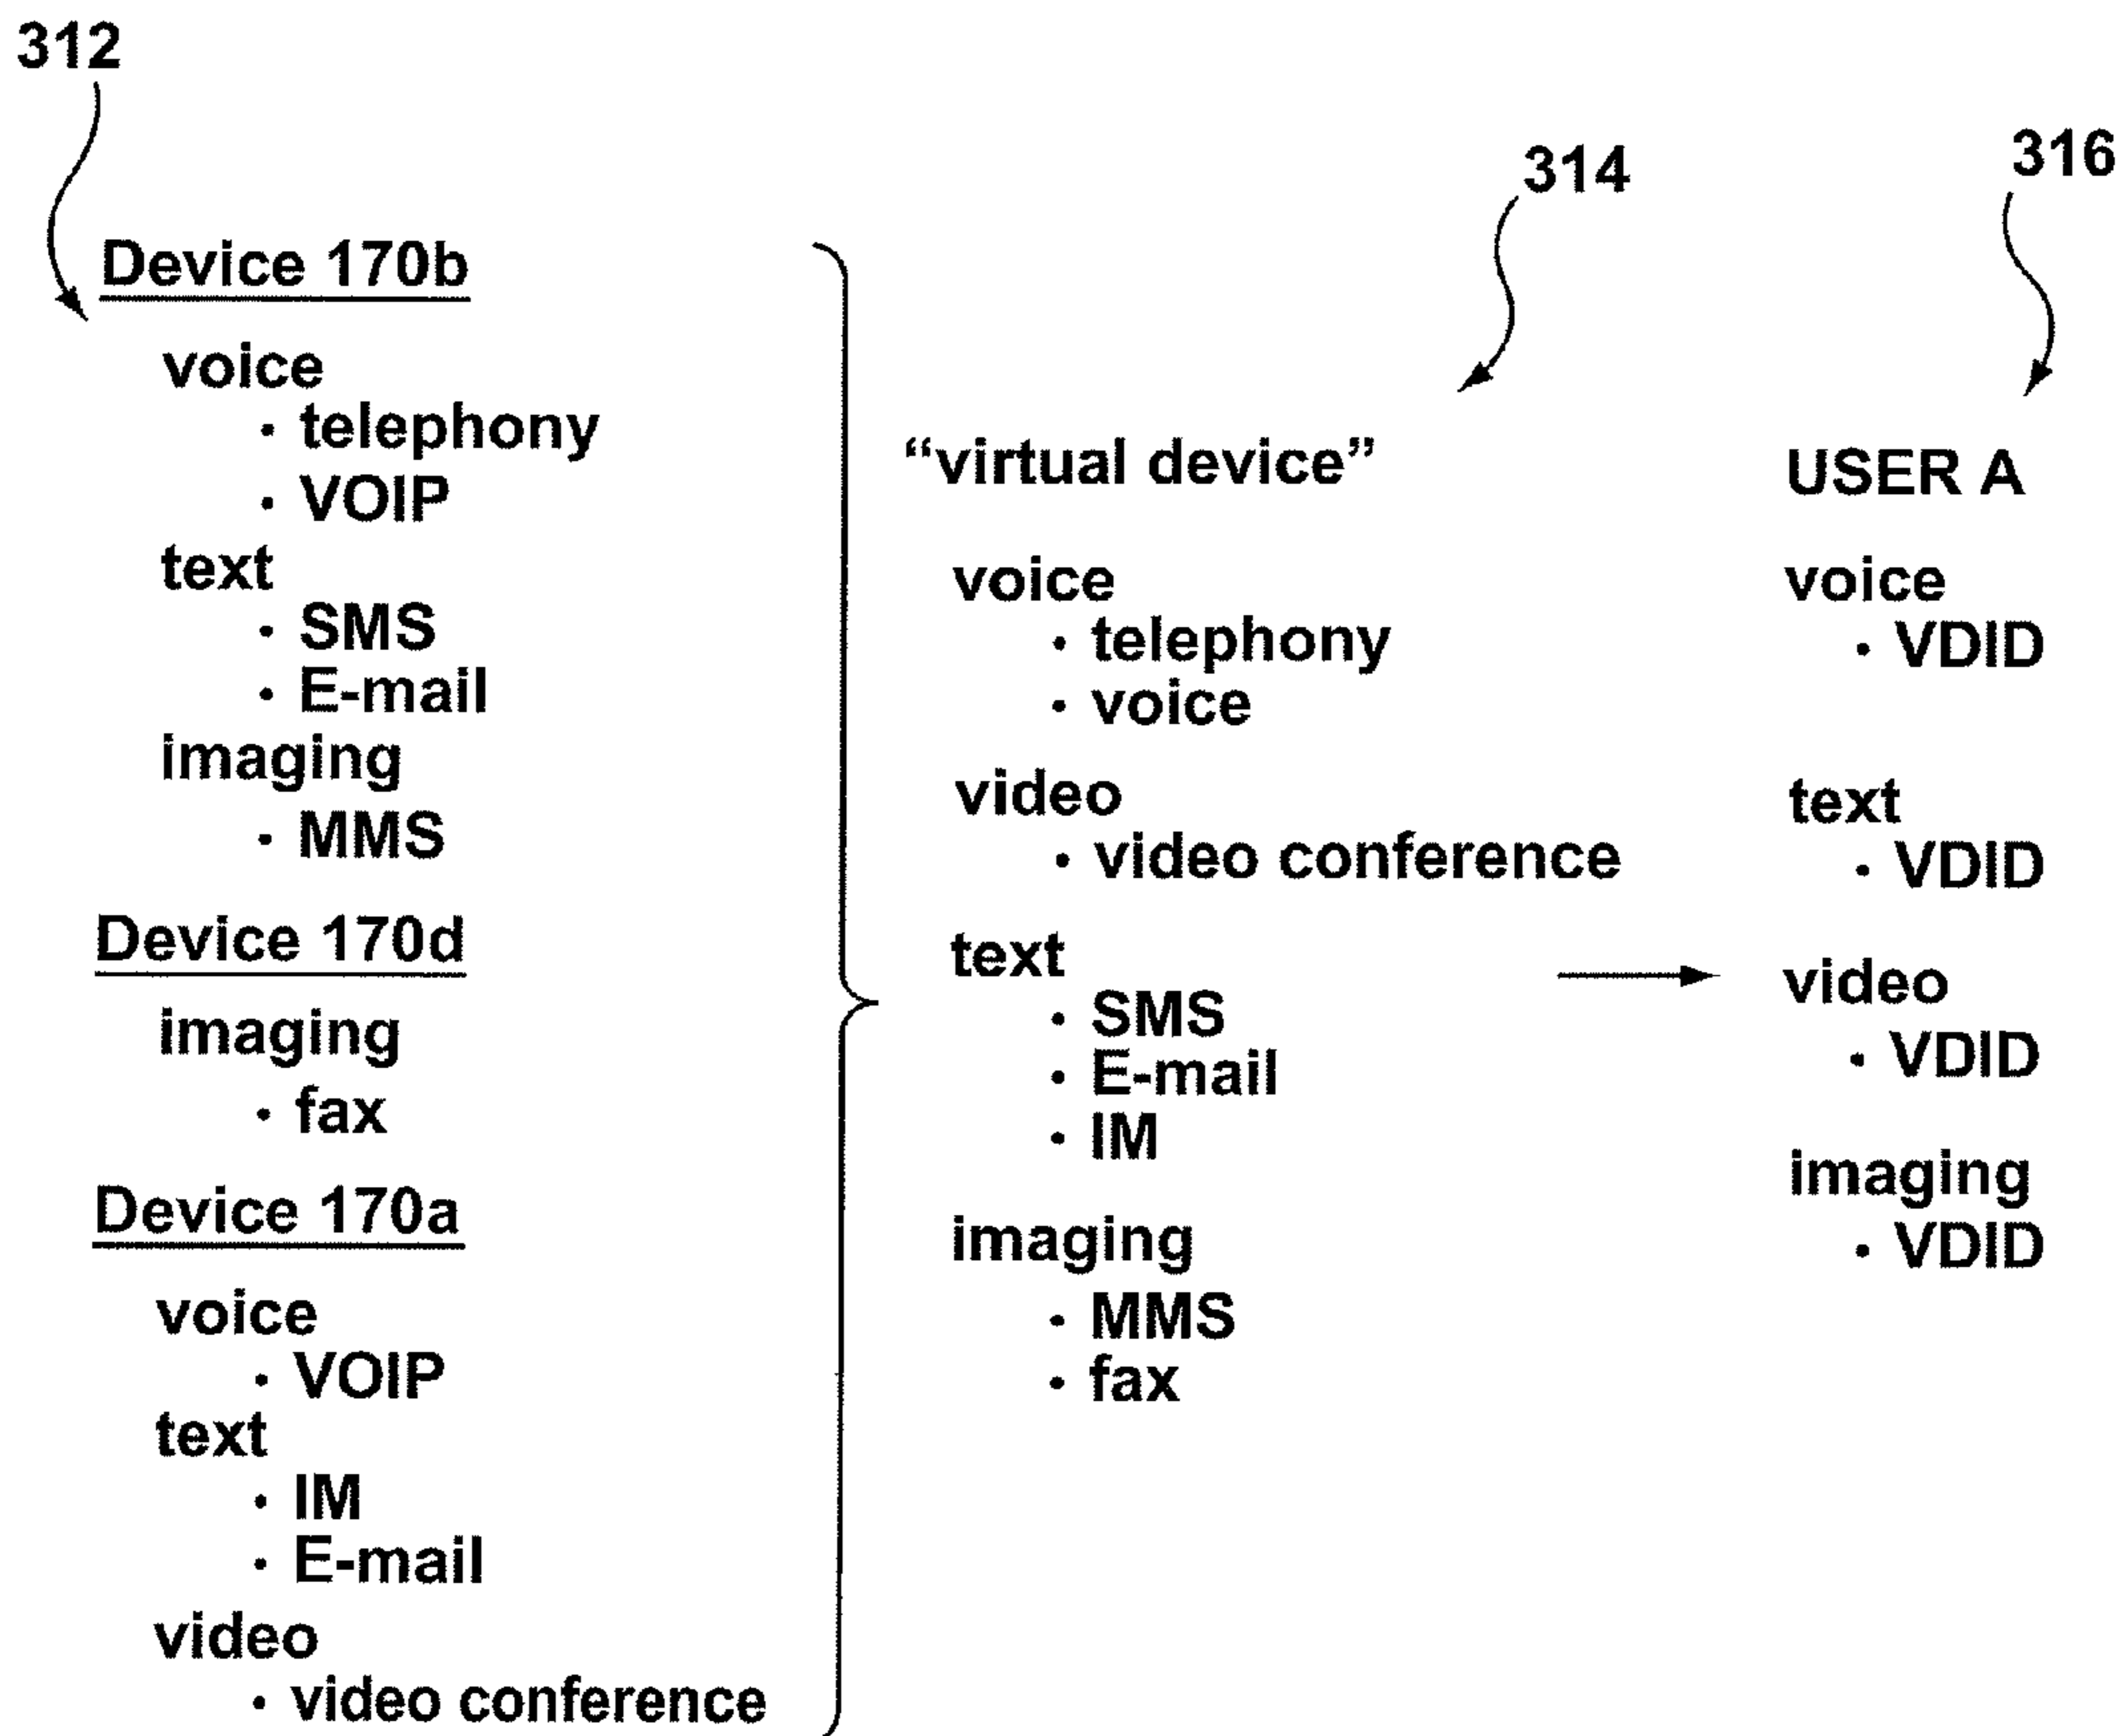 312
Device 170b
voice
· telephony
· VOIP
text
· SMS
· E-mail
imaging
· MMS
Device 170d
imaging
· fax
Device 170a
voice
· VOIP
text
· IM
· E-mail
video
· video conference
314
“virtual device”
voice
· telephony
· voice
video
· video conference
text
· SMS
· E-mail
· IM
imaging
· MMS
· fax
316
USER A
voice
· VDID
text
· VDID
video
· VDID
imaging
· VDID